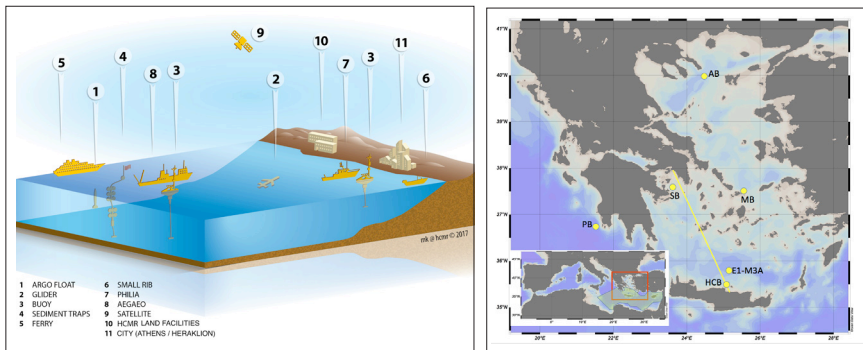 9
10
11
5
4
1
8
3
2
7
3
6
mk @ hcmr © 2017
1 ARGO FLOAT
2 GLIDER
3 BUOY
4 SEDIMENT TRAPS
5 FERRY
6 SMALL RIB
7 PHILIA
8 AEGAEO
9 SATELLITE
10 HCMR LAND FACILITIES
11 CITY (ATHENS / HERAKLION)
41°N
40°N
38°N
37°N
36°N
35°N
AB
SB
MB
PB
E1-M3A
HCB
20°E
22°E
24°E
26°E
28°E